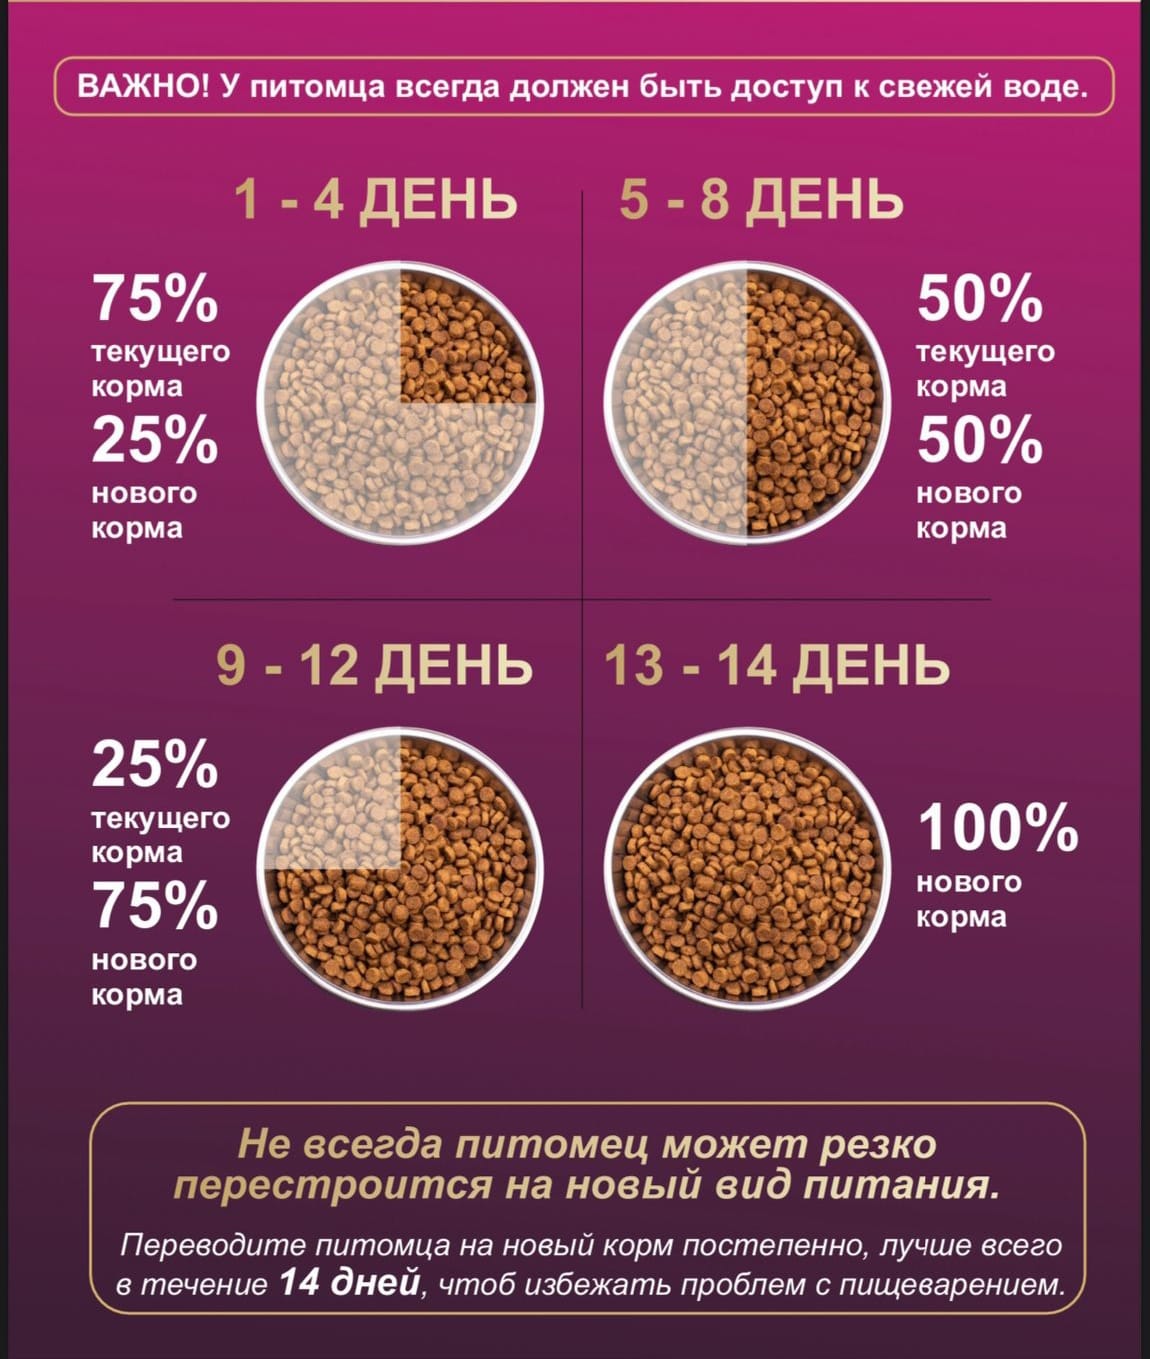 ВАЖНО! У питомца всегда должен быть доступ к свежей воде.
1 - 4 ДЕНЬ
75%
текущего
корма
25%
нового
корма
5 - 8 ДЕНЬ
50%
текущего
корма
50%
нового
корма
9 - 12 ДЕНЬ
25%
текущего
корма
75%
нового
корма
13 - 14 ДЕНЬ
100%
нового
корма
Не всегда питомец может резко
перестроится на новый вид питания.
Переводите питомца на новый корм постепенно, лучше всего
в течение 14 дней, чтоб избежать проблем с пищеварением.